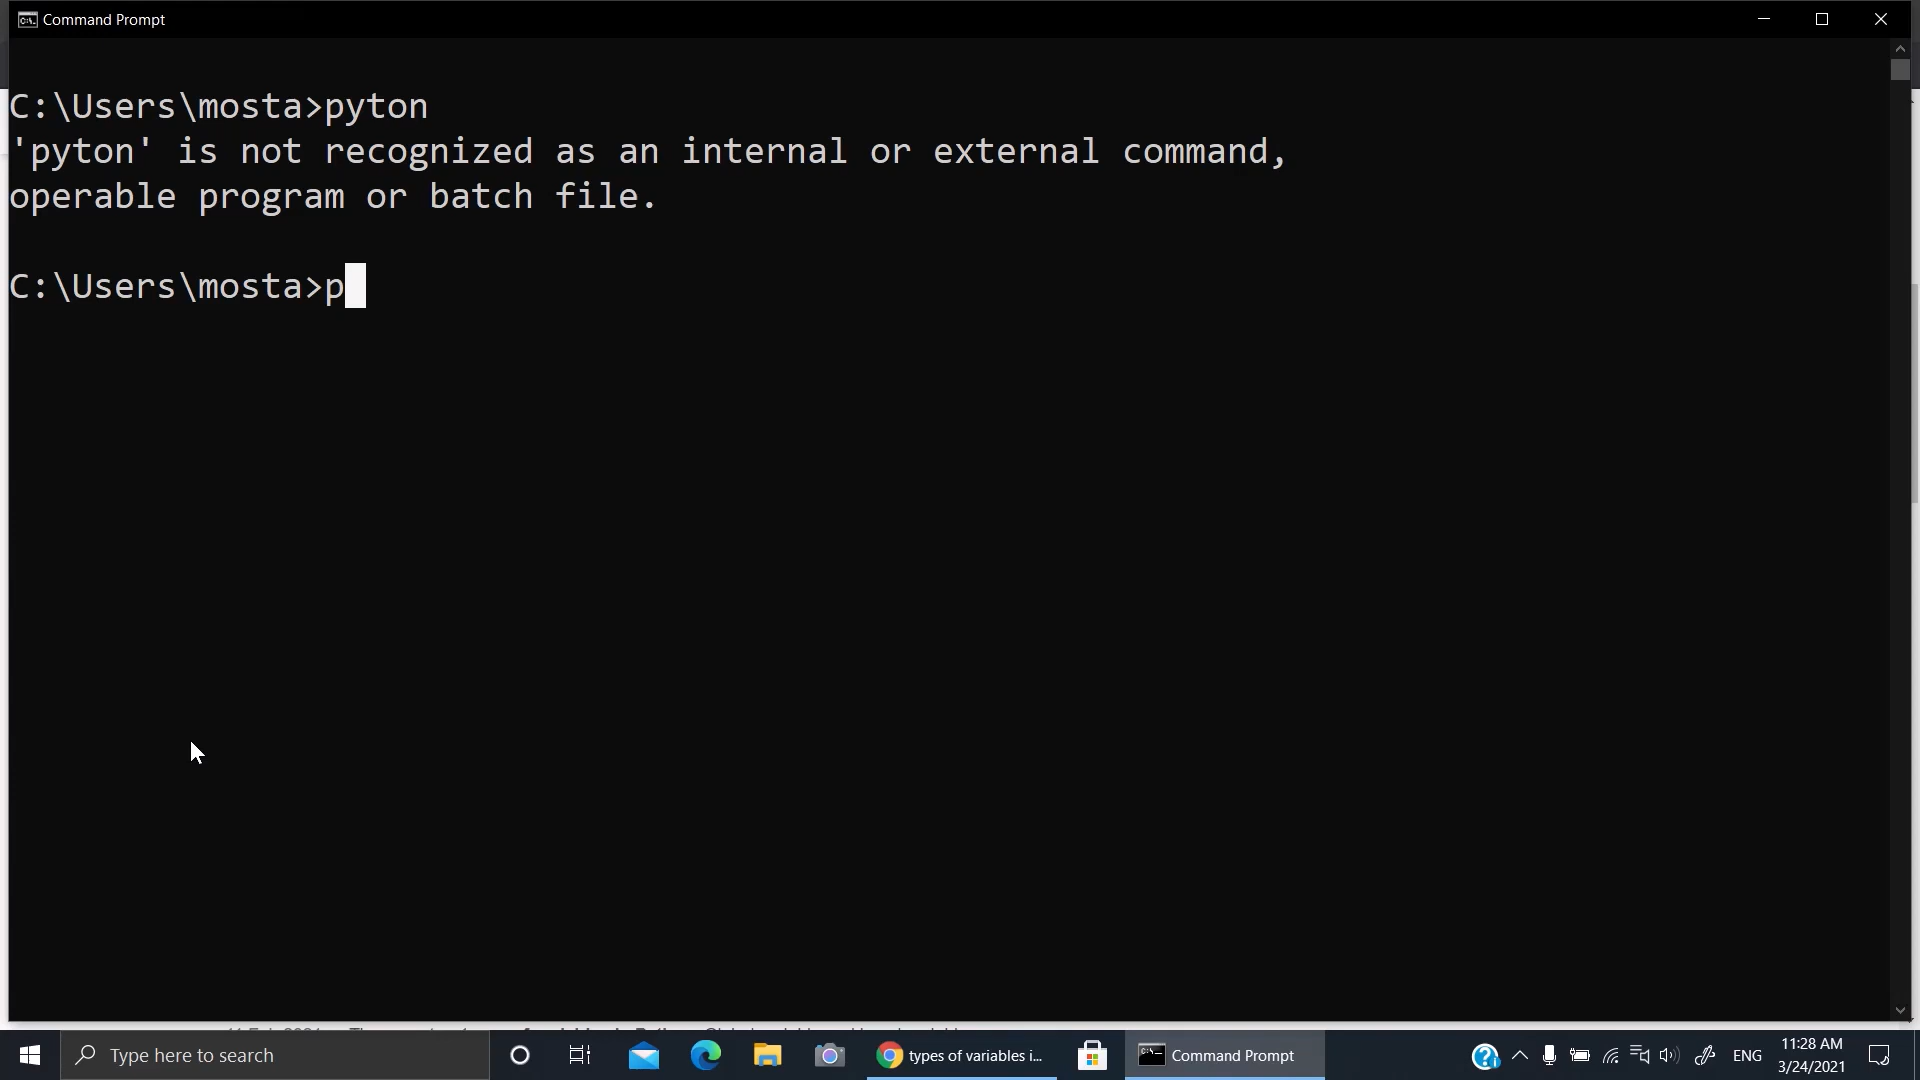 Command Prompt
C:\Users\mosta>pyton
'pyton' is not recognized as an internal or external command,
operable program or batch file.
C:\Users\mosta>p
Type here to search
types of variables i...
Command Prompt
ENG
11:28 AM
3/24/2021